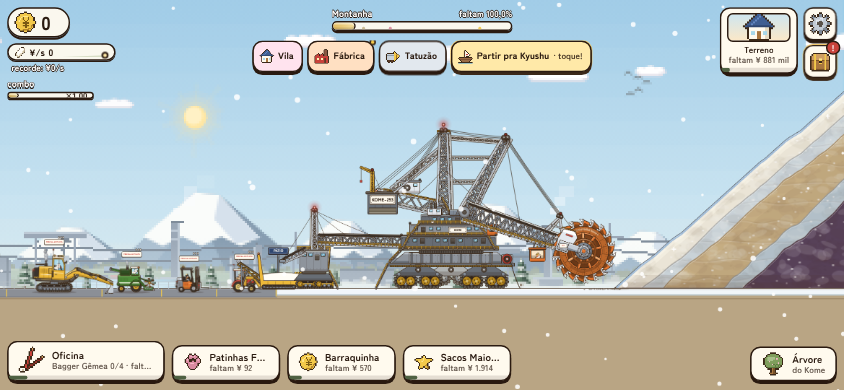 0
¥/s 0
recorde: ¥0/s
combo
x1,00
Montanha
faltam 100,0%
Vila
Fábrica
Tatuzão
Partir pra Kyushu · toque!
Terreno
faltam ¥ 881 mil
!
KOME-293
Oficina
Bagger Gêmea 0/4 · falt...
Patinhas F...
faltam ¥ 92
Barraquinha
faltam ¥ 570
Sacos Maio...
faltam ¥ 1.914
Árvore
do Kome